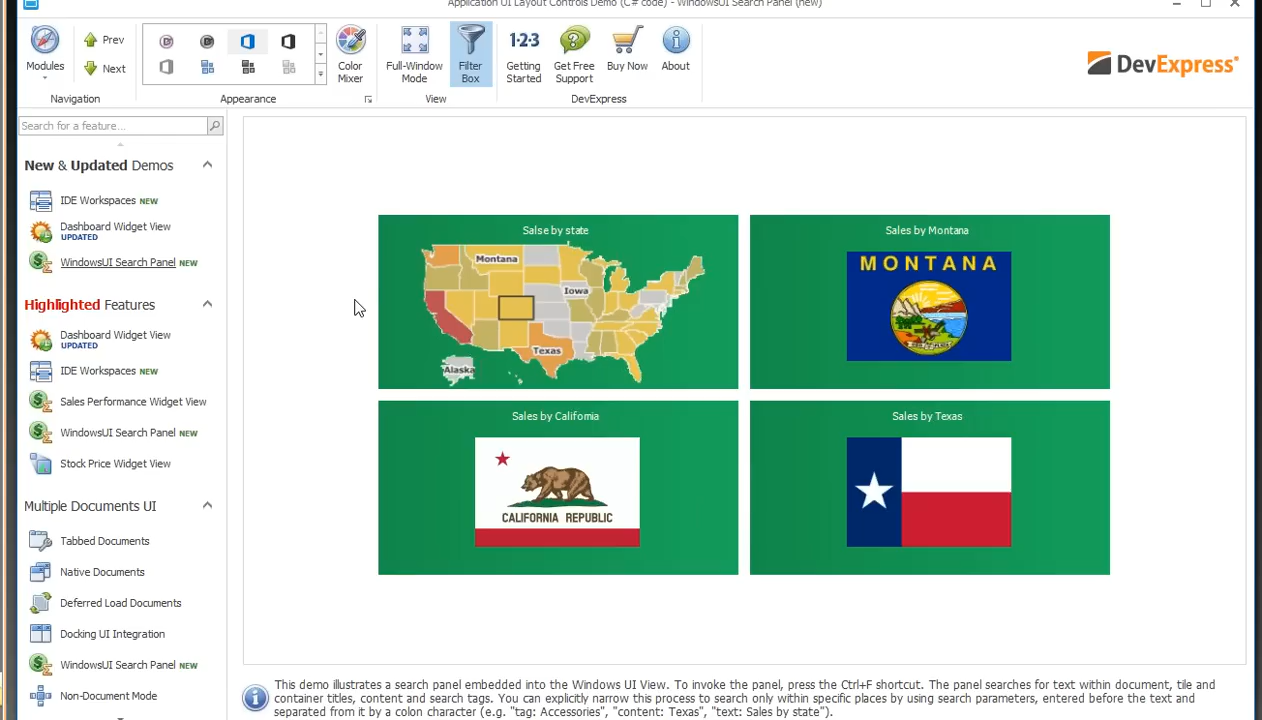 Application UI Layout Controls Demo (C# code) - WindowsUI Search Panel (new)
Modules
Prev
Next
Navigation
Appearance
Color Mixer
Full-Window Mode
Filter Box
View
1·2·3
Getting Started
Get Free Support
Buy Now
About
DevExpress
DevExpress
Search for a feature...
New & Updated Demos
IDE Workspaces NEW
Dashboard Widget View
UPDATED
WindowsUI Search Panel NEW
Highlighted Features
Dashboard Widget View
UPDATED
IDE Workspaces NEW
Sales Performance Widget View
WindowsUI Search Panel NEW
Stock Price Widget View
Multiple Documents UI
Tabbed Documents
Native Documents
Deferred Load Documents
Docking UI Integration
WindowsUI Search Panel NEW
Non-Document Mode
Salse by state
Montana
Iowa
Texas
Alaska
Sales by Montana
MONTANA
Sales by California
CALIFORNIA REPUBLIC
Sales by Texas
This demo illustrates a search panel embedded into the Windows UI View. To invoke the panel, press the Ctrl+F shortcut. The panel searches for text within document, tile and
container titles, content and search tags. You can explicitly narrow this process to search only within specific places by using search parameters, entered before the text and
separated from it by a colon character (e.g. "tag: Accessories", "content: Texas", "text: Sales by state").